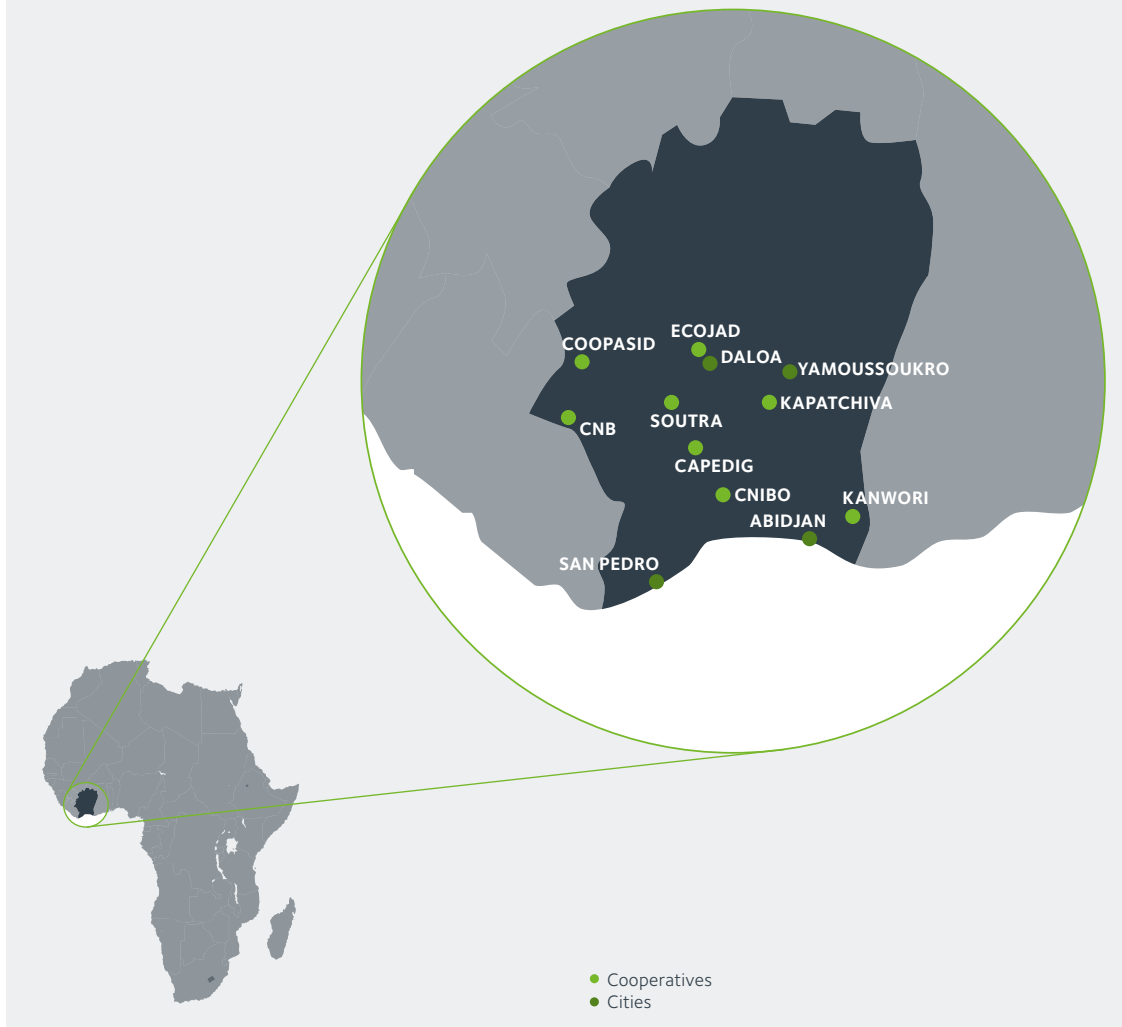 ECOJAD
COOPASID
DALOA
YAMOUSSOUKRO
KAPATCHIVA
SOUTRA
CNB
CAPEDIG
CNIBO
KANWORI
ABIDJAN
SAN PEDRO
Cooperatives
Cities